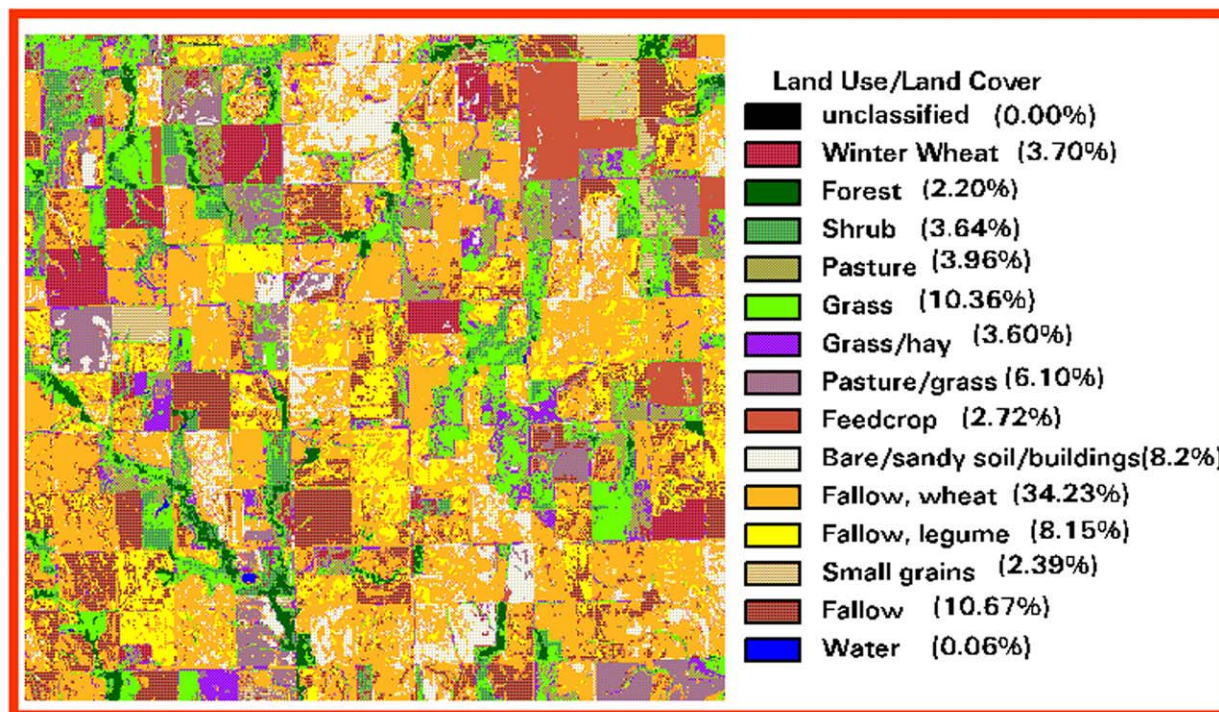 Land Use/Land Cover
unclassified (0.00%)
Winter Wheat (3.70%)
Forest (2.20%)
Shrub (3.64%)
Pasture (3.96%)
Grass (10.36%)
Grass/hay (3.60%)
Pasture/grass (6.10%)
Feedcrop (2.72%)
Bare/sandy soil/buildings(8.2%)
Fallow, wheat (34.23%)
Fallow, legume (8.15%)
Small grains (2.39%)
Fallow (10.67%)
Water (0.06%)